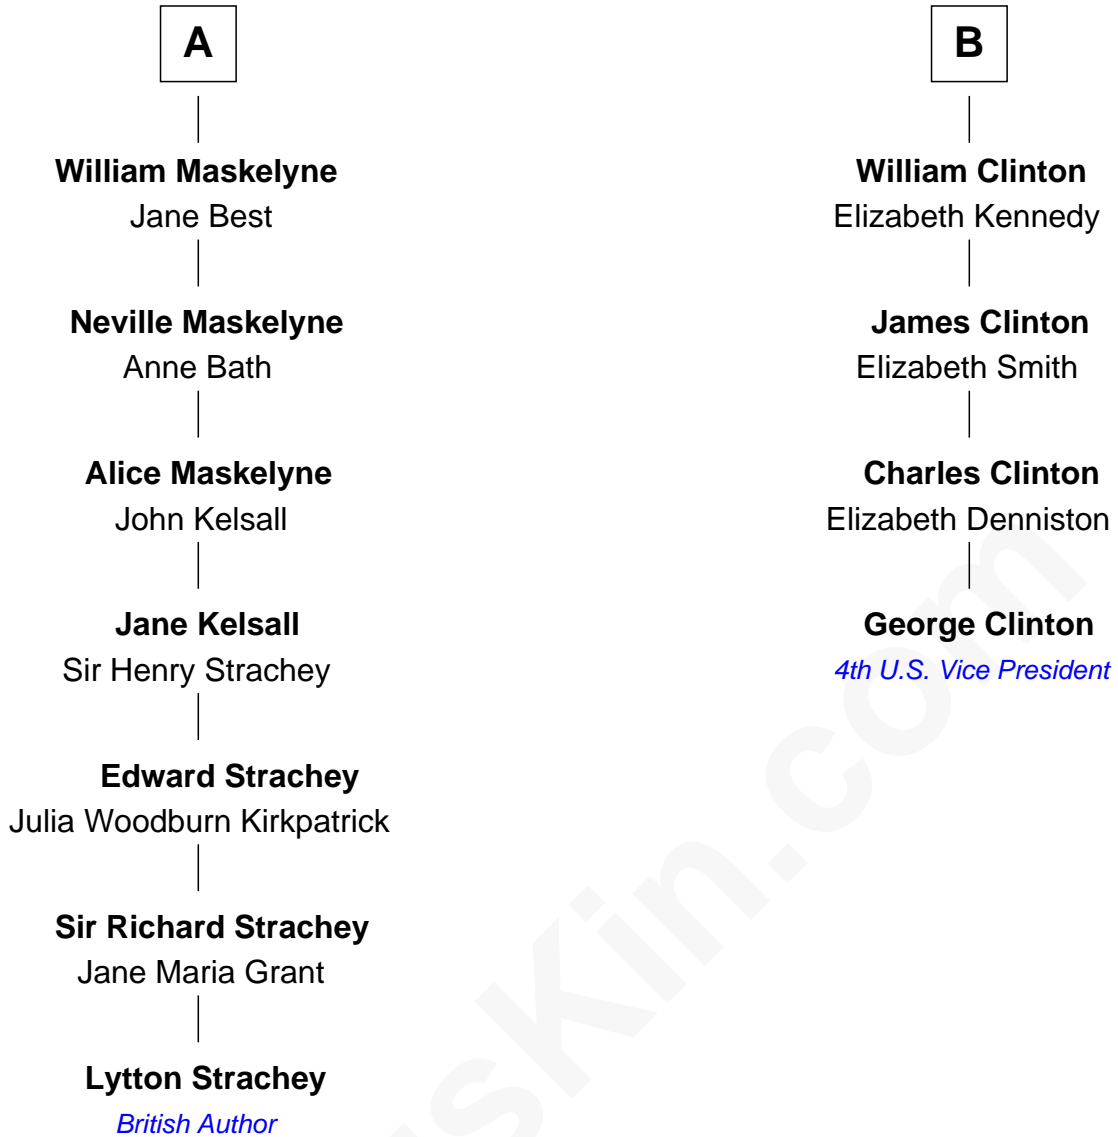 A
William Maskelyne
Jane Best
Neville Maskelyne
Anne Bath
Alice Maskelyne
John Kelsall
Jane Kelsall
Sir Henry Strachey
Edward Strachey
Julia Woodburn Kirkpatrick
Sir Richard Strachey
Jane Maria Grant
Lytton Strachey
British Author
B
William Clinton
Elizabeth Kennedy
James Clinton
Elizabeth Smith
Charles Clinton
Elizabeth Denniston
George Clinton
4th U.S. Vice President
sKin.com